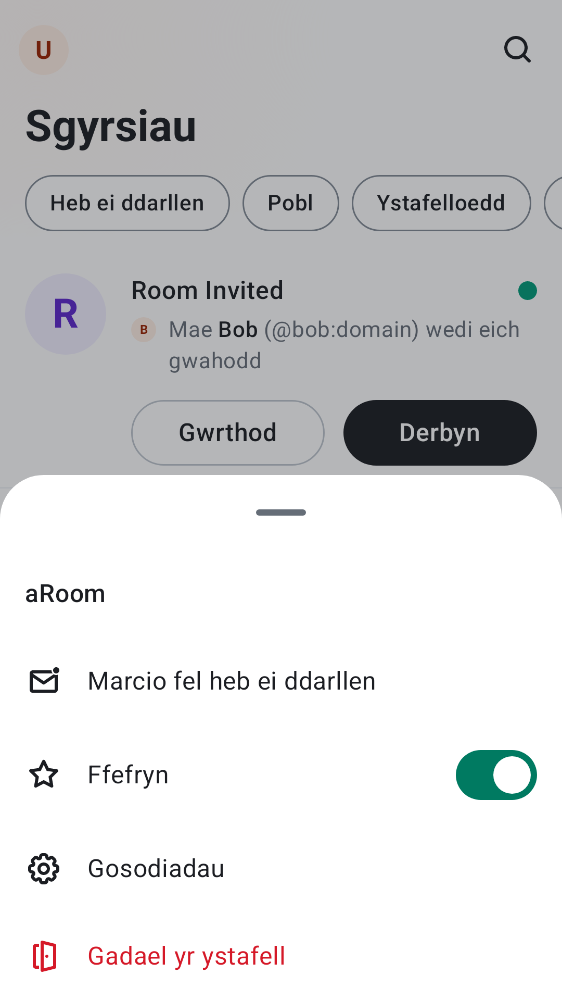 U
Sgyrsiau
Heb ei ddarllen
Pobl
Ystafelloedd
R
Room Invited
B
Mae Bob (@bob:domain) wedi eich
gwahodd
Gwrthod
Derbyn
aRoom
Marcio fel heb ei ddarllen
Ffefryn
Gosodiadau
Gadael yr ystafell